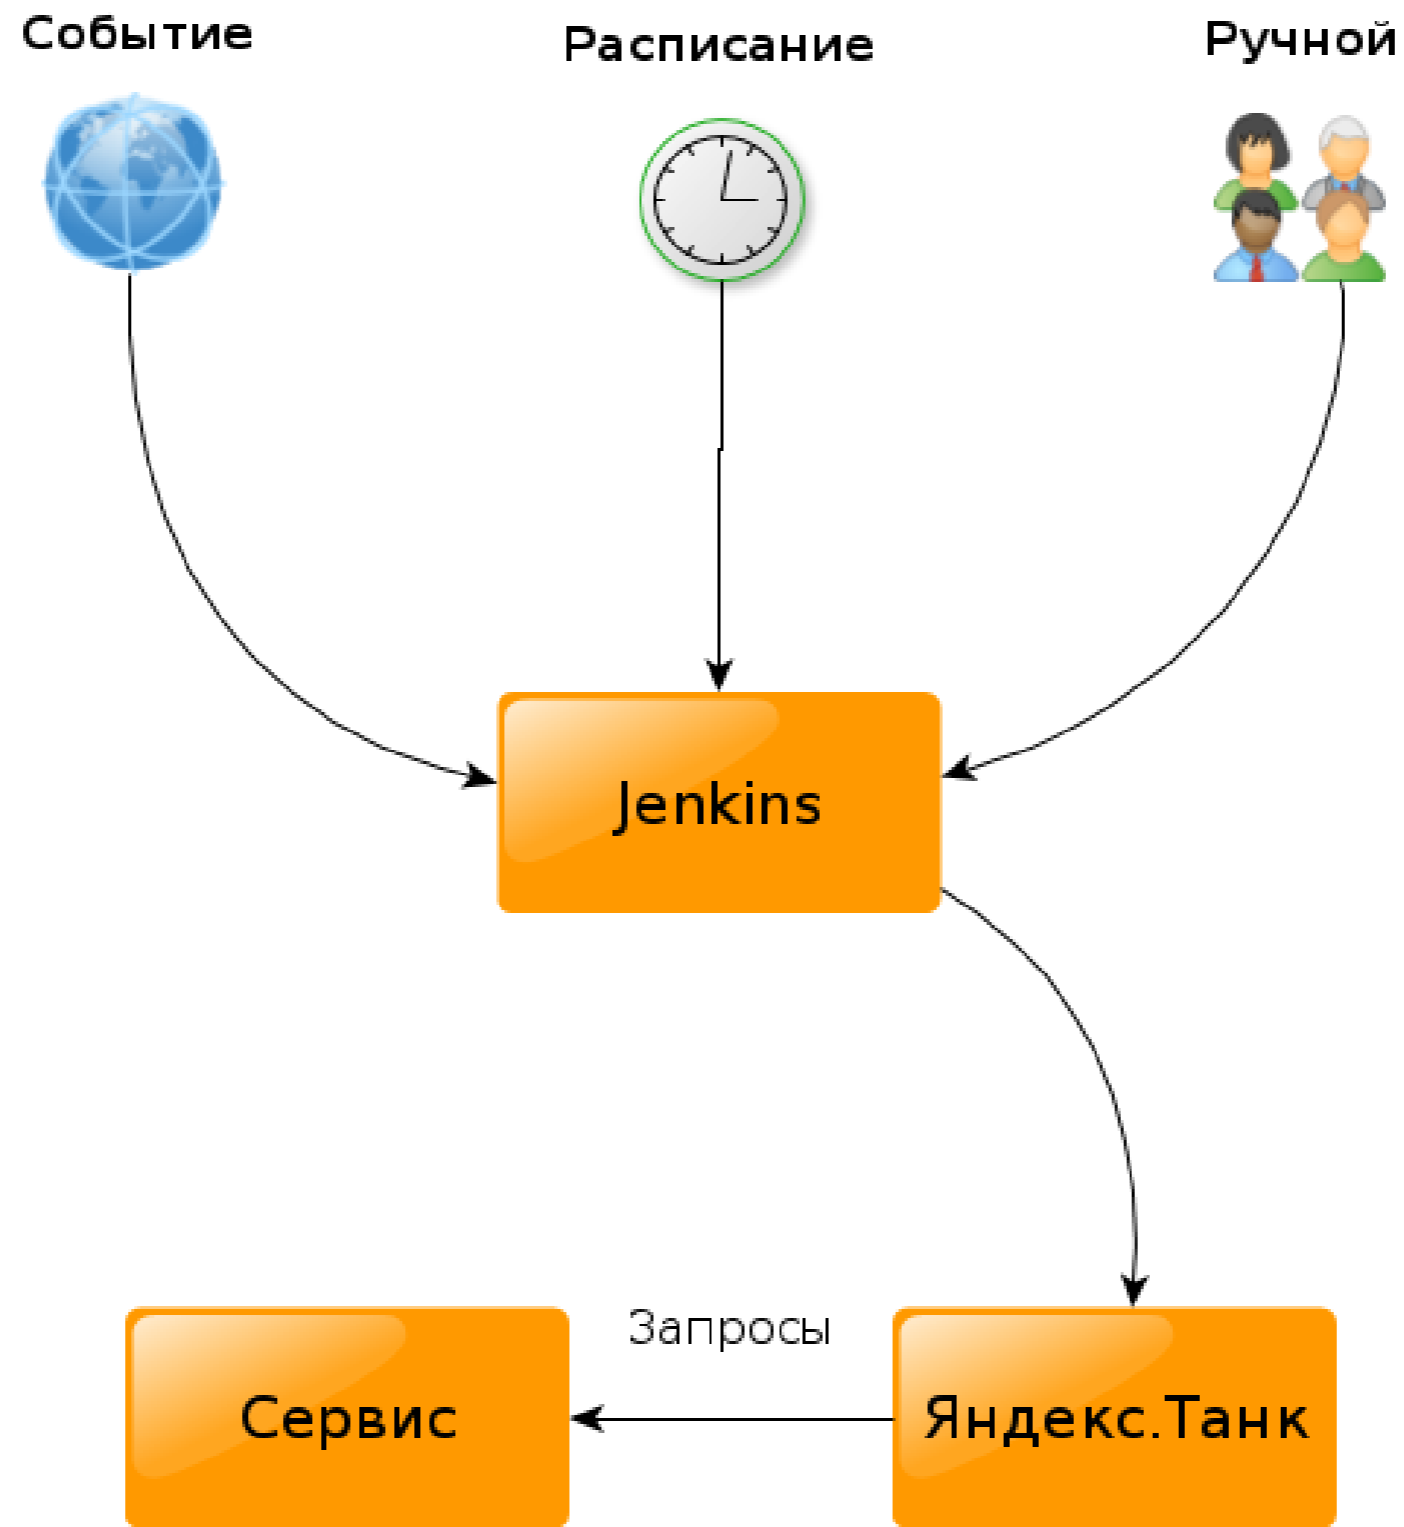 Событие
Расписание
Ручной
Jenkins
Запросы
Сервис
Яндекс.Танк